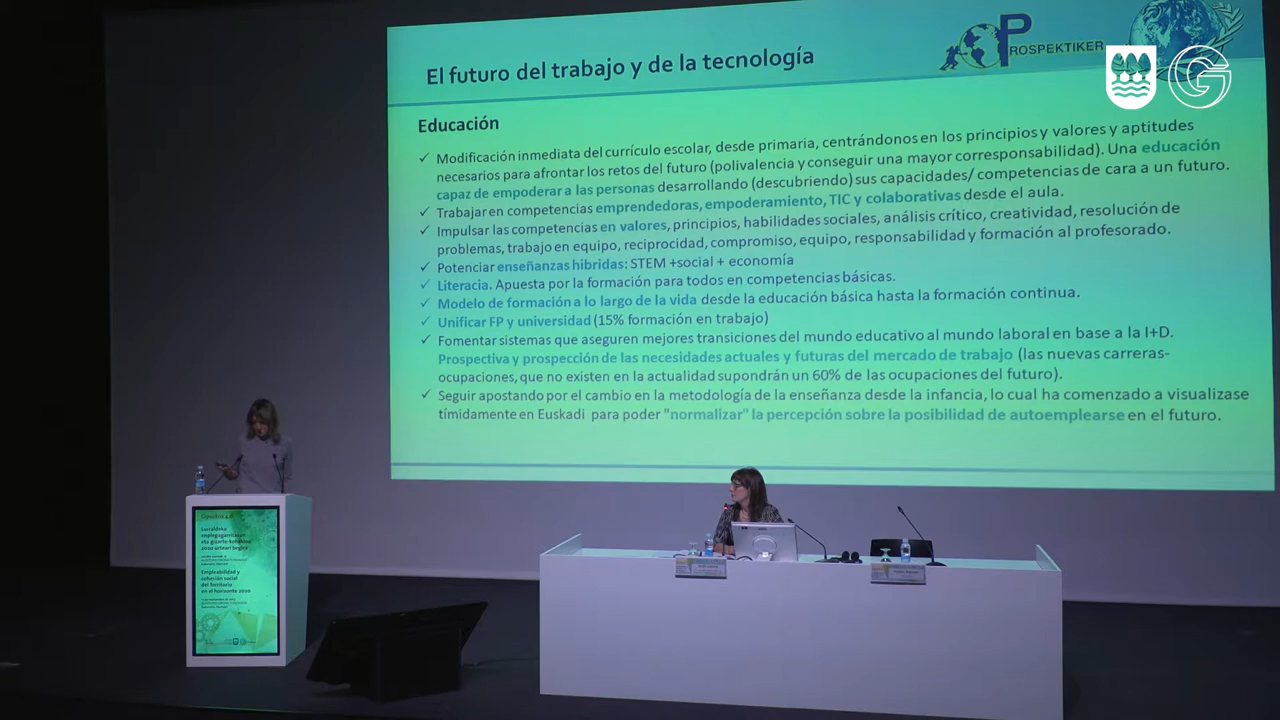 El futuro del trabajo y de la tecnología
PROSPEKTIKER
Educación
✓ Modificación inmediata del currículo escolar, desde primaria, centrándonos en los principios y valores y aptitudes
necesarios para afrontar los retos del futuro (polivalencia y conseguir una mayor corresponsabilidad). Una educación
capaz de empoderar a las personas desarrollando (descubriendo) sus capacidades/ competencias de cara a un futuro.
✓ Trabajar en competencias emprendedoras, empoderamiento, TIC y colaborativas desde el aula.
✓ Impulsar las competencias en valores, principios, habilidades sociales, análisis crítico, creatividad, resolución de
problemas, trabajo en equipo, reciprocidad, compromiso, equipo, responsabilidad y formación al profesorado.
✓ Potenciar enseñanzas hibridas: STEM +social + economía
✓ Literacia. Apuesta por la formación para todos en competencias básicas.
✓ Modelo de formación a lo largo de la vida desde la educación básica hasta la formación continua.
✓ Unificar FP y universidad (15% formación en trabajo)
✓ Fomentar sistemas que aseguren mejores transiciones del mundo educativo al mundo laboral en base a la I+D.
Prospectiva y prospección de las necesidades actuales y futuras del mercado de trabajo (las nuevas carreras-
ocupaciones, que no existen en la actualidad supondrán un 60% de las ocupaciones del futuro).
✓ Seguir apostando por el cambio en la metodología de la enseñanza desde la infancia, lo cual ha comenzado a visualizase
tímidamente en Euskadi para poder "normalizar" la percepción sobre la posibilidad de autoemplearse en el futuro.
Lurraldeko
enplegagarritasun
eta gizarte kohesioa
2020 urteari begira
Empleabilidad y
cohesión social
del Territorio
en el horizonte 2020